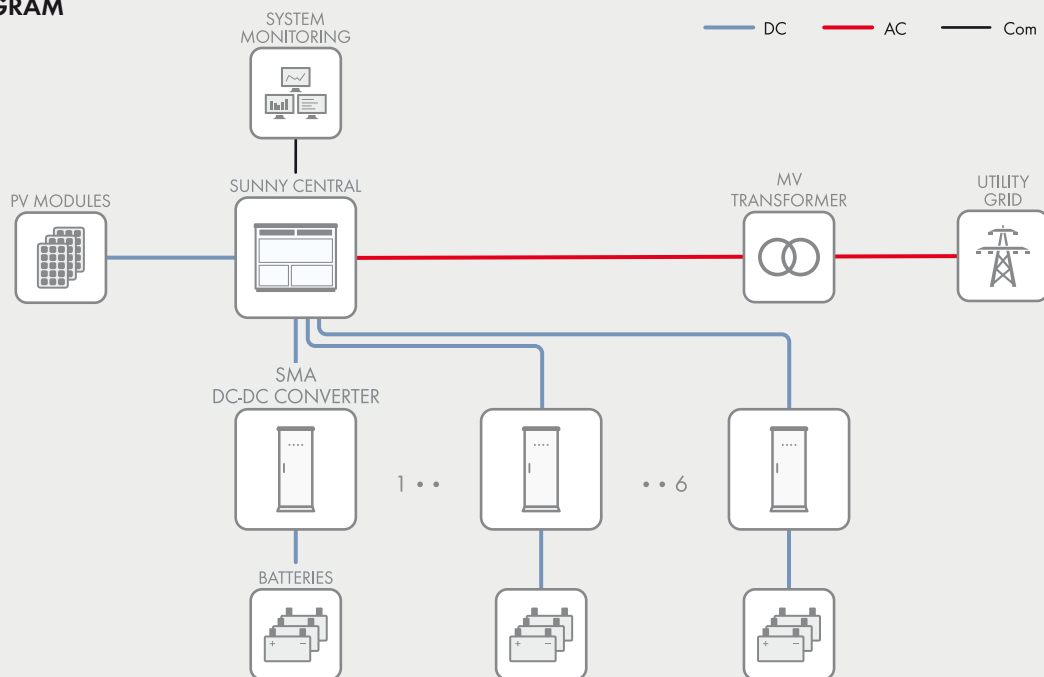 GRAM
SYSTEM
MONITORING
DC
AC
Com
SUNNY CENTRAL
PV MODULES
MV
TRANSFORMER
UTILITY
GRID
SMA
DC-DC CONVERTER
1 • •
• • 6
BATTERIES